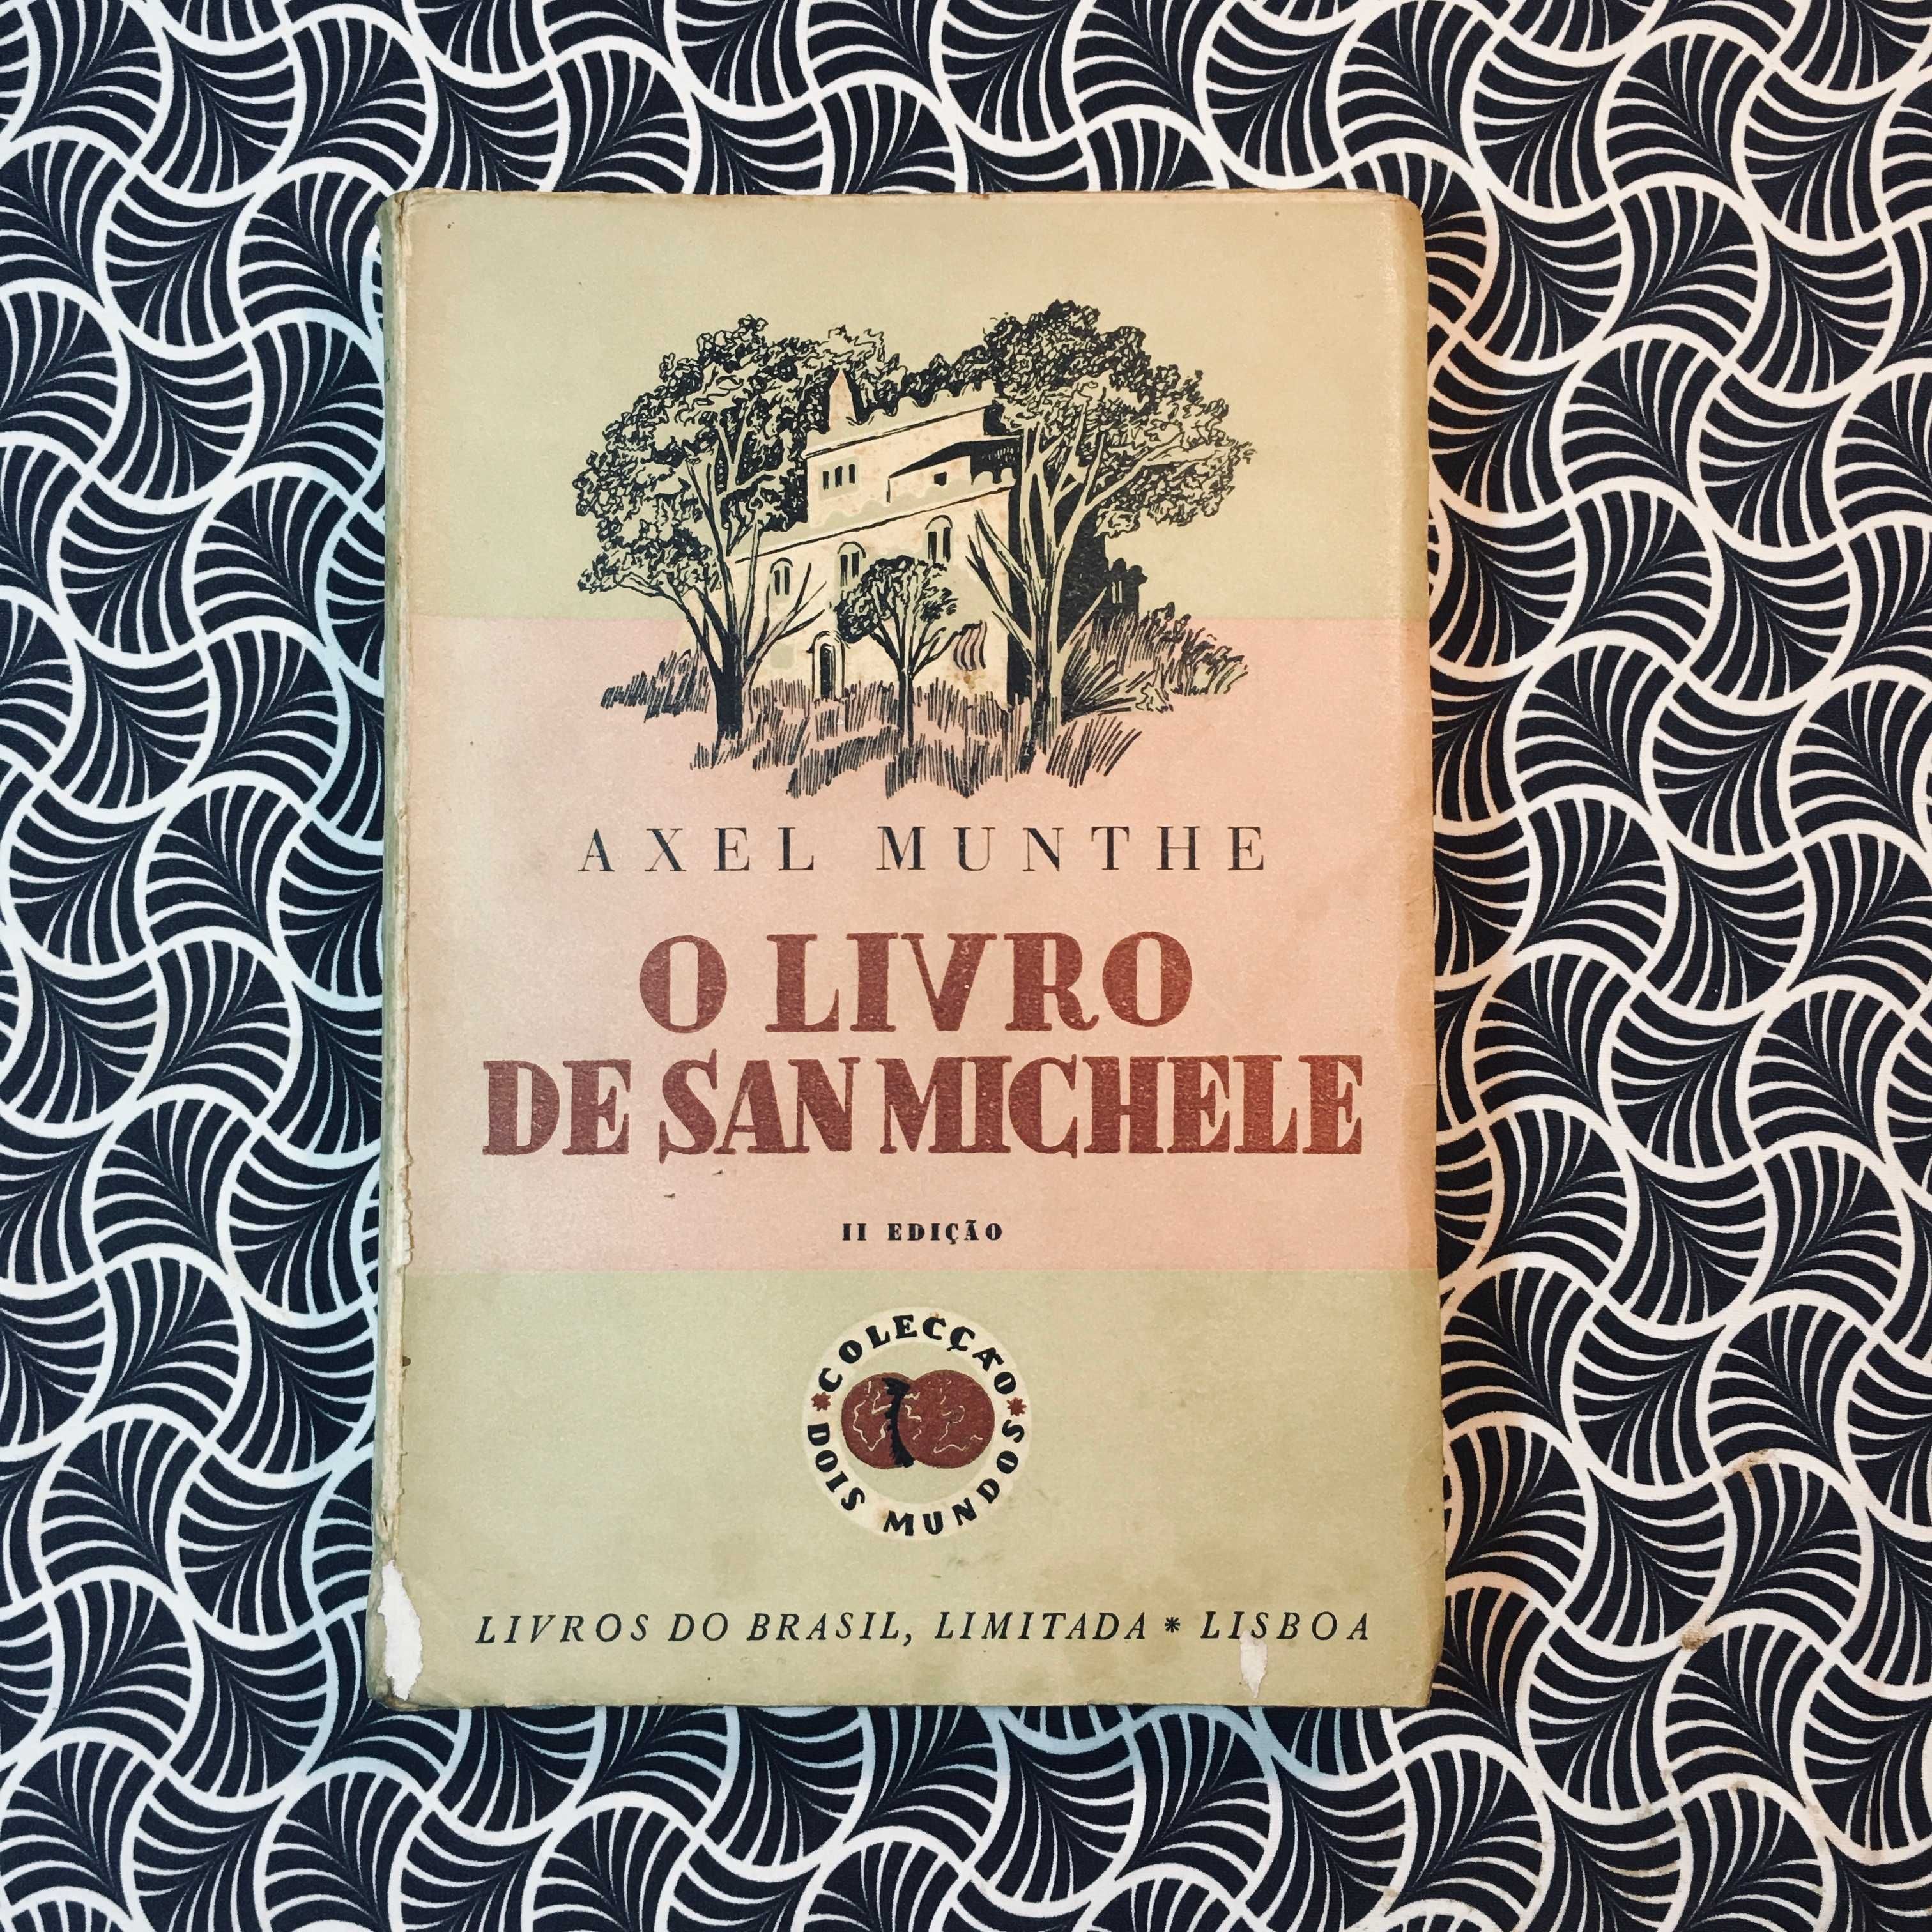 AXEL MUNTHE
O LIVRO
DE SAN MICHELE
II EDIÇÃO
COLECÇÃO
DOIS MUNDOS
LIVROS DO BRASIL, LIMITADA * LISBOA